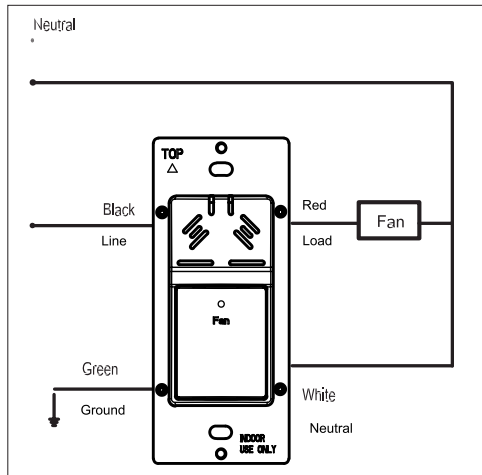 Neutral
TOP
Black
Line
Red
Load
Fan
Fan
Green
Ground
White
Neutral
INDOOR
USE ONLY